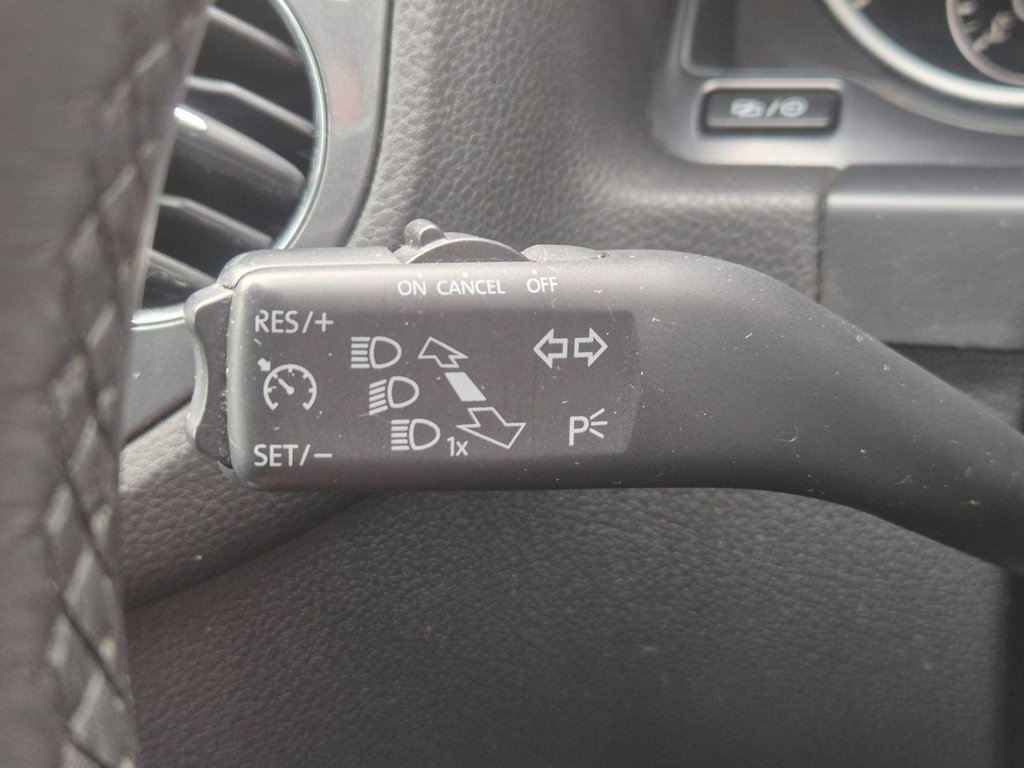 ON CANCEL OFF
RES/+
SET/−
1x
P